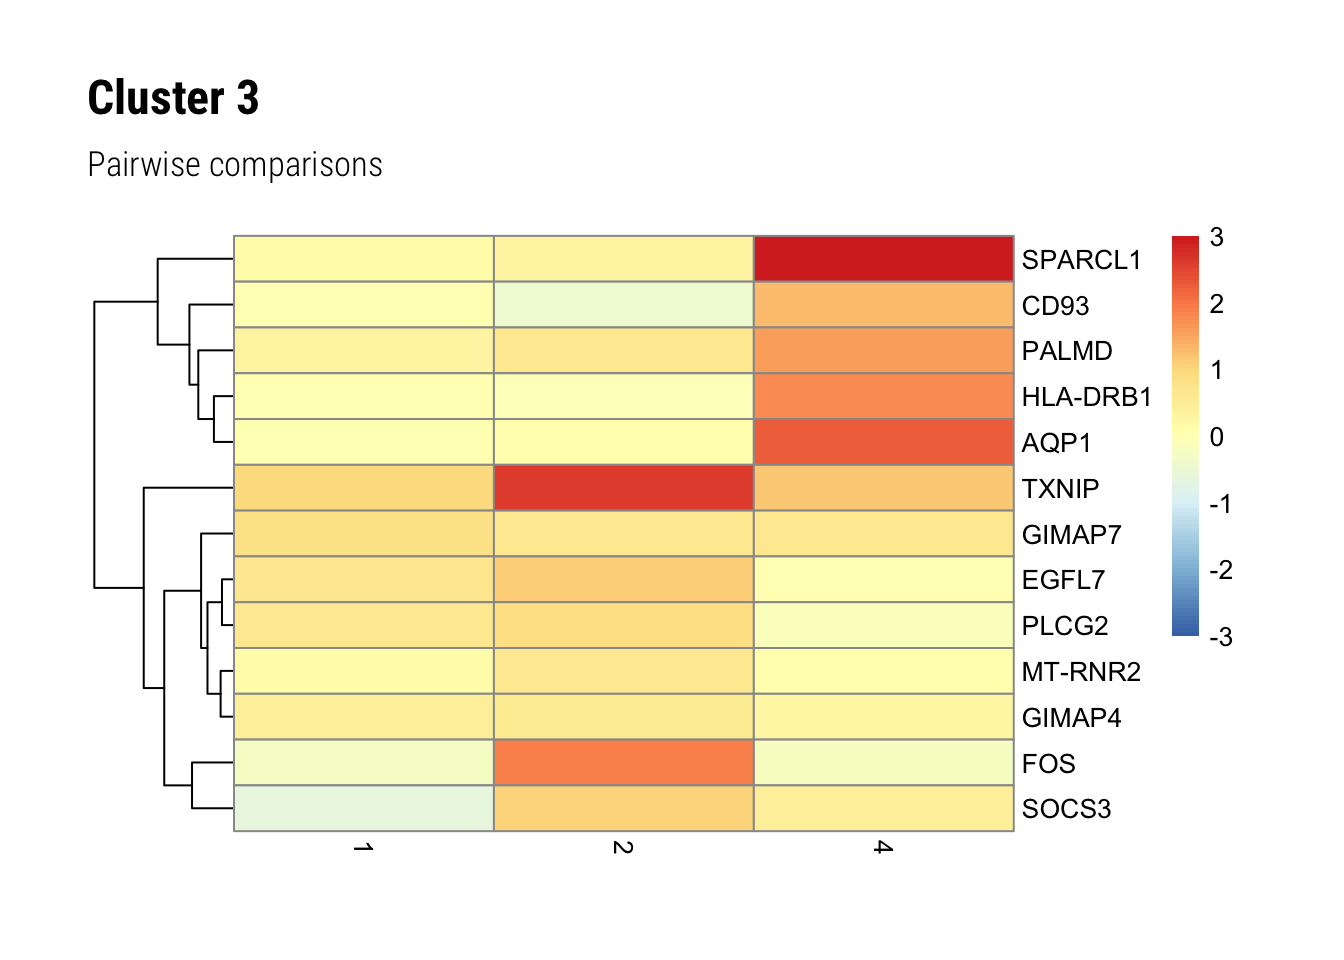 Cluster 3
Pairwise comparisons
SPARCL1
CD93
PALMD
HLA-DRB1
AQP1
TXNIP
GIMAP7
EGFL7
PLCG2
MT-RNR2
GIMAP4
FOS
SOCS3
1
2
4
3
2
1
0
-1
-2
-3